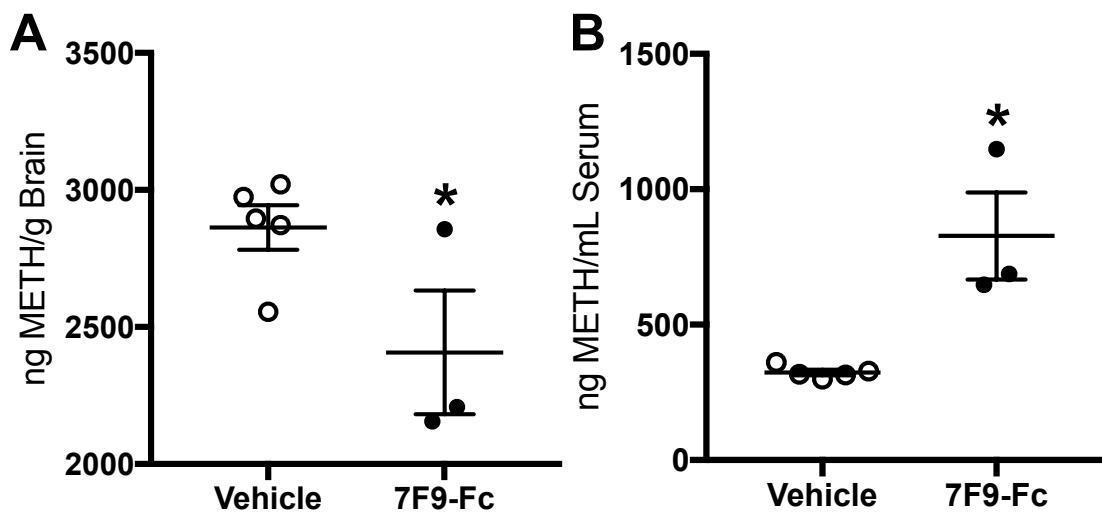 A
ng METH/g Brain
3500
3000
2500
2000
*
Vehicle
7F9-Fc
B
ng METH/mL Serum
1500
1000
500
0
*
Vehicle
7F9-Fc